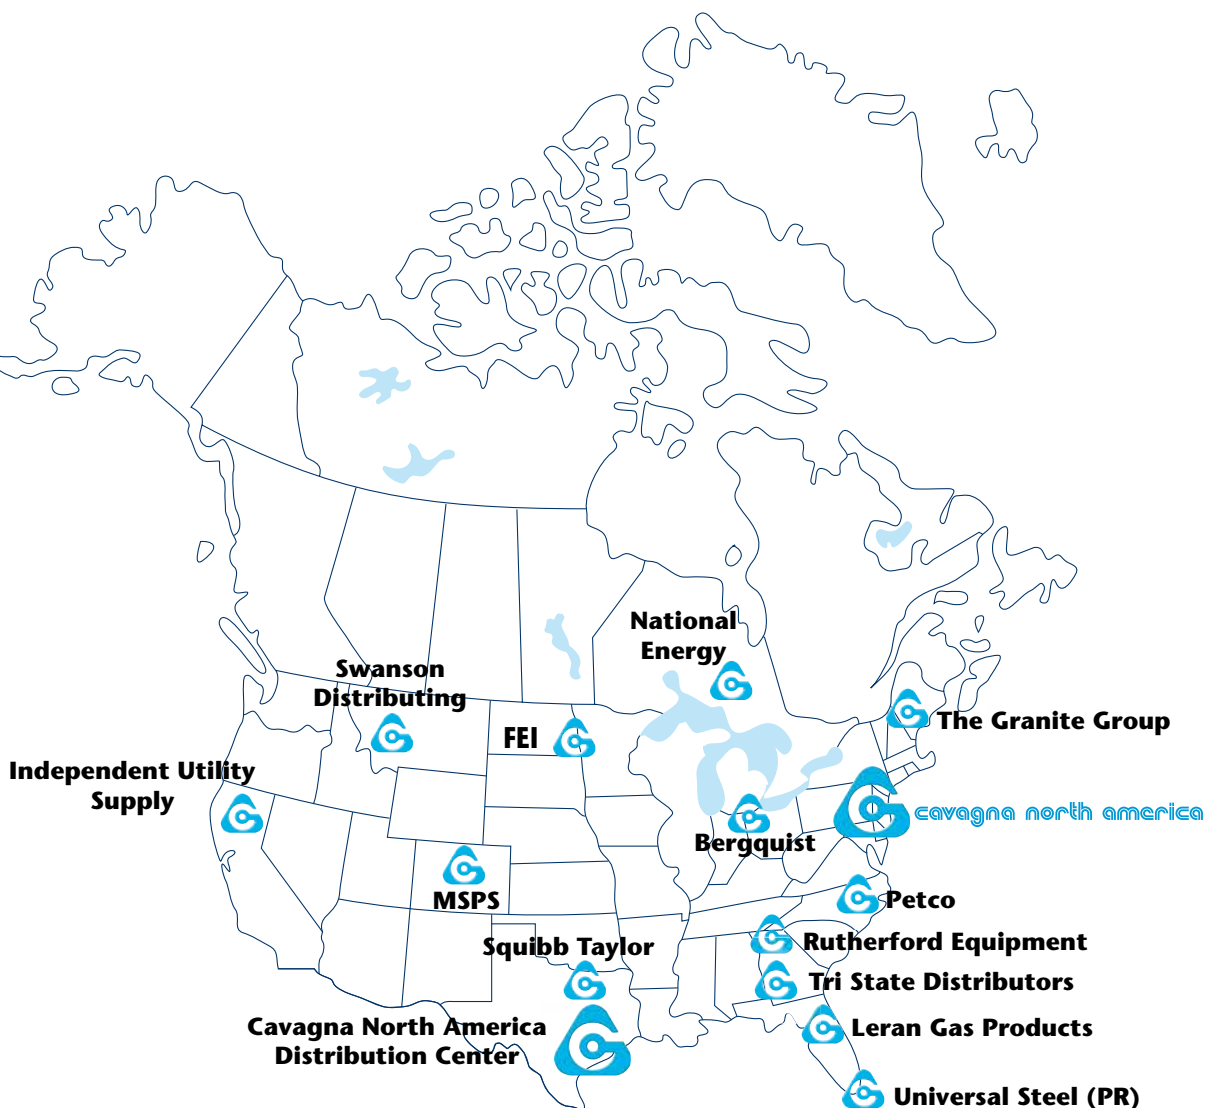 National
Energy
Swanson
Distributing
The Granite Group
FEI
Independent Utility
Supply
cavagna north america
Bergquist
MSPS
Petco
Squibb Taylor
Rutherford Equipment
Tri State Distributors
Cavagna North America
Distribution Center
Leran Gas Products
Universal Steel (PR)